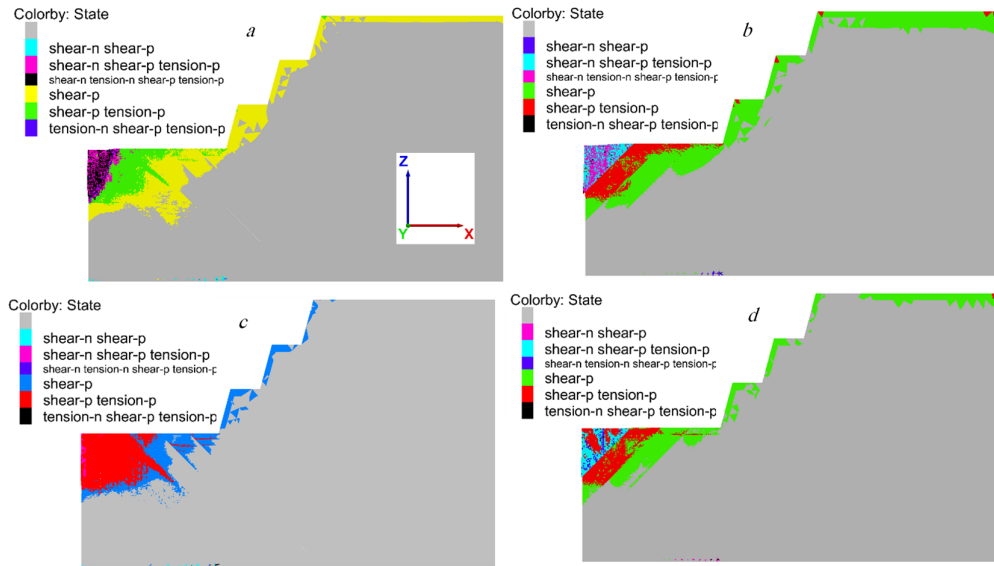 Colorby: State
a
shear-n shear-p
shear-n shear-p tension-p
shear-n tension-n shear-p tension-p
shear-p
shear-p tension-p
tension-n shear-p tension-p
Z
Y
X
Colorby: State
b
shear-n shear-p
shear-n shear-p tension-p
shear-n tension-n shear-p tension-p
shear-p
shear-p tension-p
tension-n shear-p tension-p
Colorby: State
c
shear-n shear-p
shear-n shear-p tension-p
shear-n tension-n shear-p tension-p
shear-p
shear-p tension-p
tension-n shear-p tension-p
Colorby: State
d
shear-n shear-p
shear-n shear-p tension-p
shear-n tension-n shear-p tension-p
shear-p
shear-p tension-p
tension-n shear-p tension-p